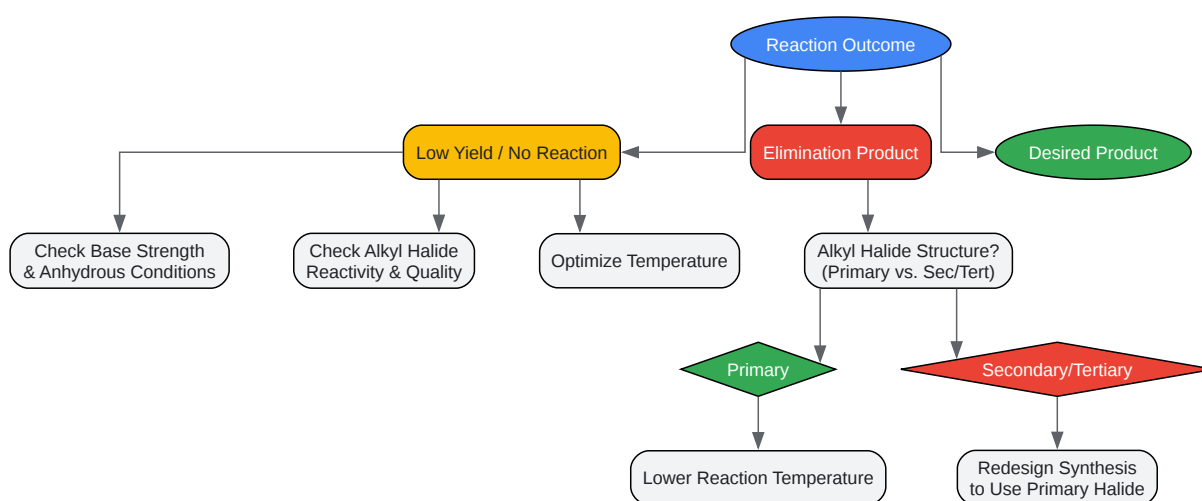 Reaction Outcome
Low Yield / No Reaction
Elimination Product
Desired Product
Check Base Strength
& Anhydrous Conditions
Check Alkyl Halide
Reactivity & Quality
Optimize Temperature
Alkyl Halide Structure?
(Primary vs. Sec/Tert)
Primary
Secondary/Tertiary
Lower Reaction Temperature
Redesign Synthesis
to Use Primary Halide